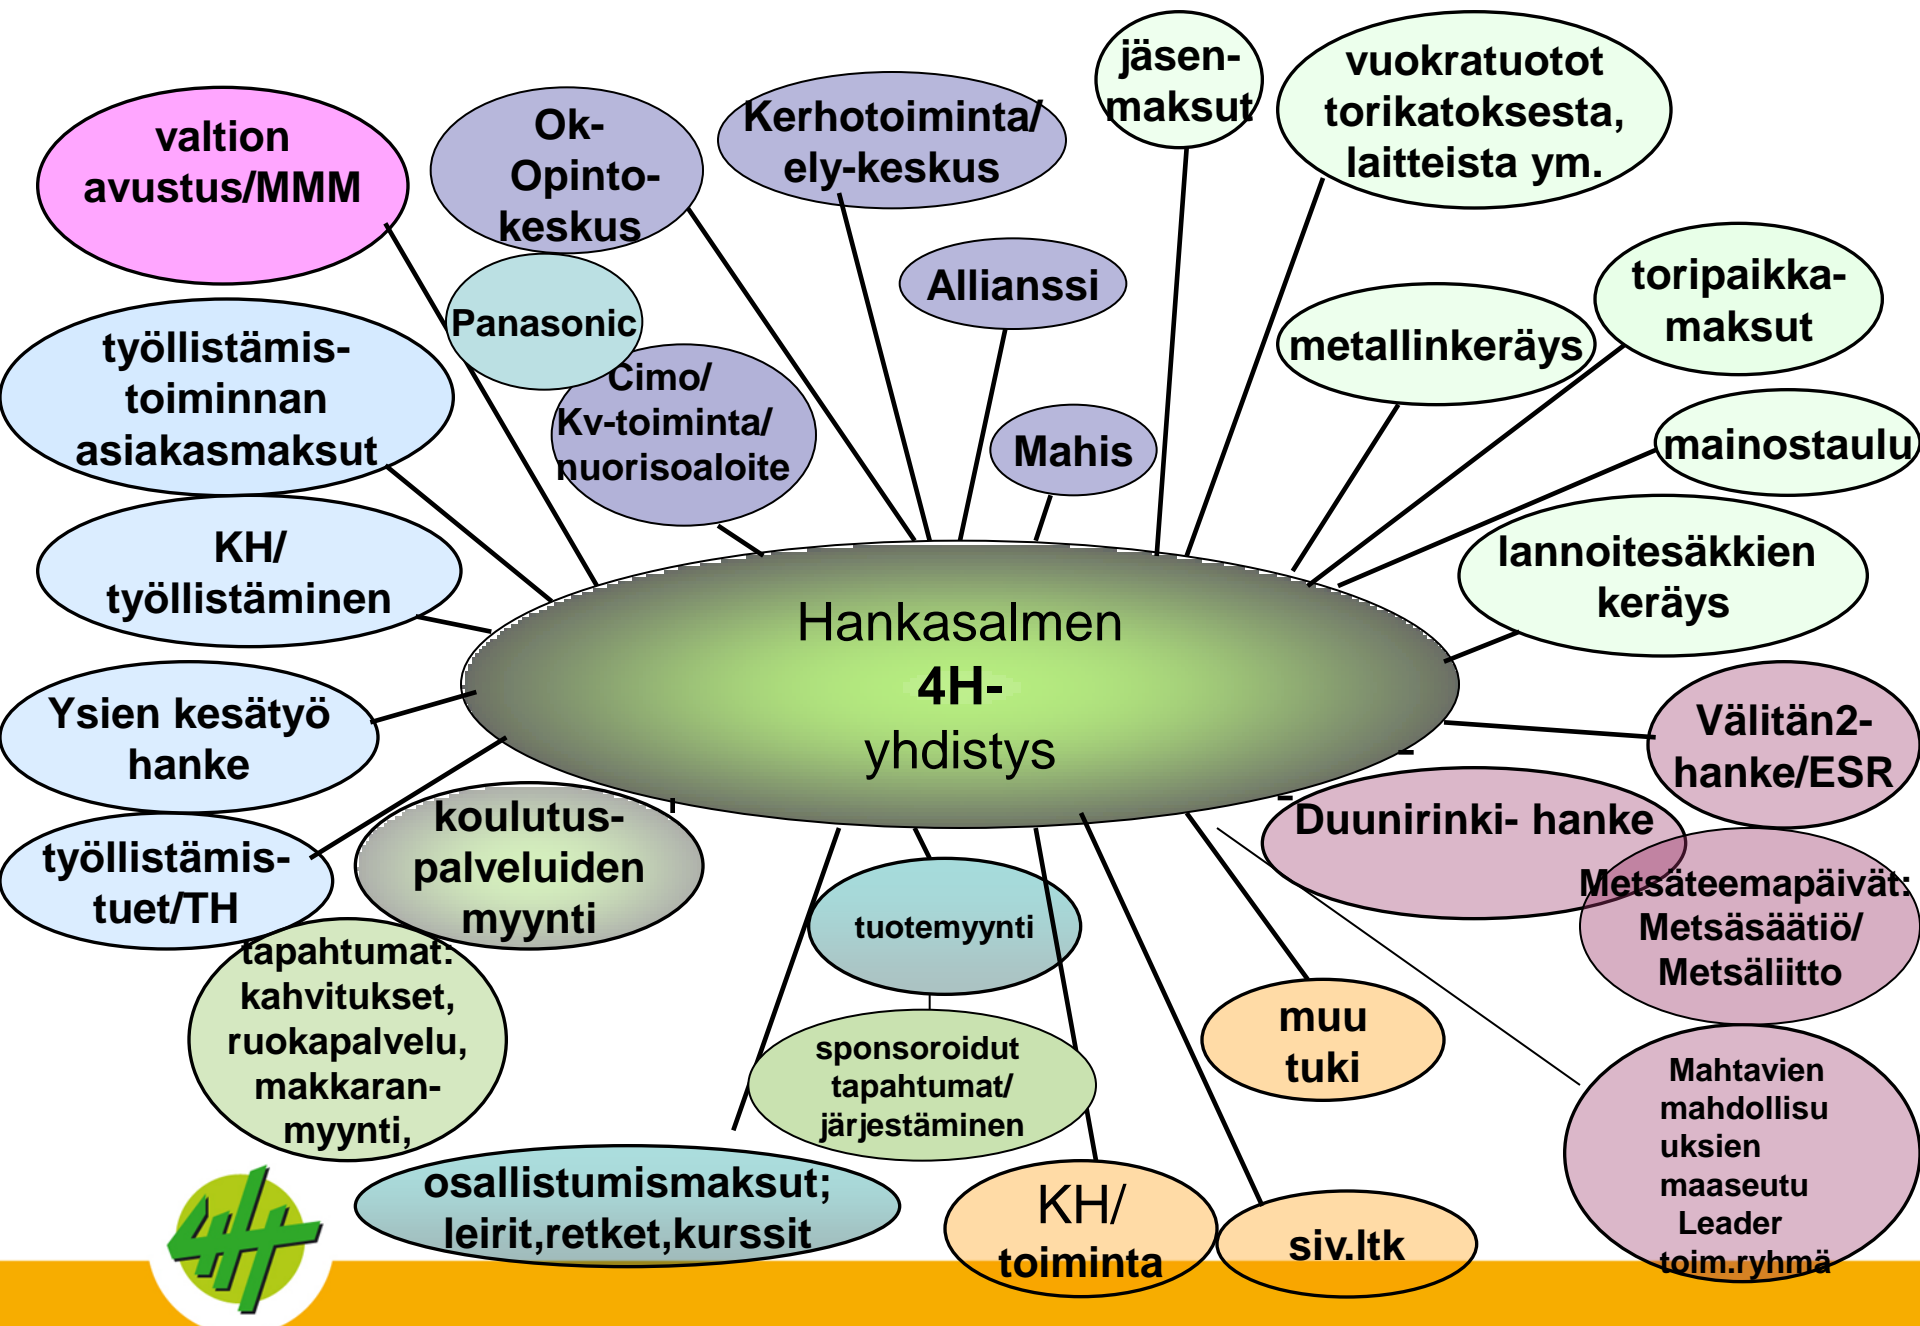 jäsen-
maksut
vuokratuotot
torikatoksesta,
laitteista ym.
Kerhotoiminta/
ely-keskus
Ok-
Opinto-
keskus
valtion
avustus/MMM
Allianssi
toripaikka-
maksut
Panasonic
metallinkeräys
työllistämis-
toiminnan
asiakasmaksut
Cimo/
Kv-toiminta/
nuorisoaloite
Mahis
mainostaulu
KH/
työllistäminen
lannoitesäkkien
keräys
Hankasalmen
4H-
yhdistys
Ysien kesätyö
hanke
Välitän2-
hanke/ESR
koulutus-
palveluiden
myynti
Duunirinki- hanke
työllistämis-
tuet/TH
Metsäteemapäivät:
Metsäsäätiö/
Metsäliitto
tuotemyynti
tapahtumat:
kahvitukset,
ruokapalvelu,
makkaran-
myynti,
muu
tuki
sponsoroidut
tapahtumat/
järjestäminen
Mahtavien
mahdollisu
uksien
maaseutu
Leader
toim.ryhmä
osallistumismaksut;
leirit,retket,kurssit
KH/
toiminta
siv.ltk
4H